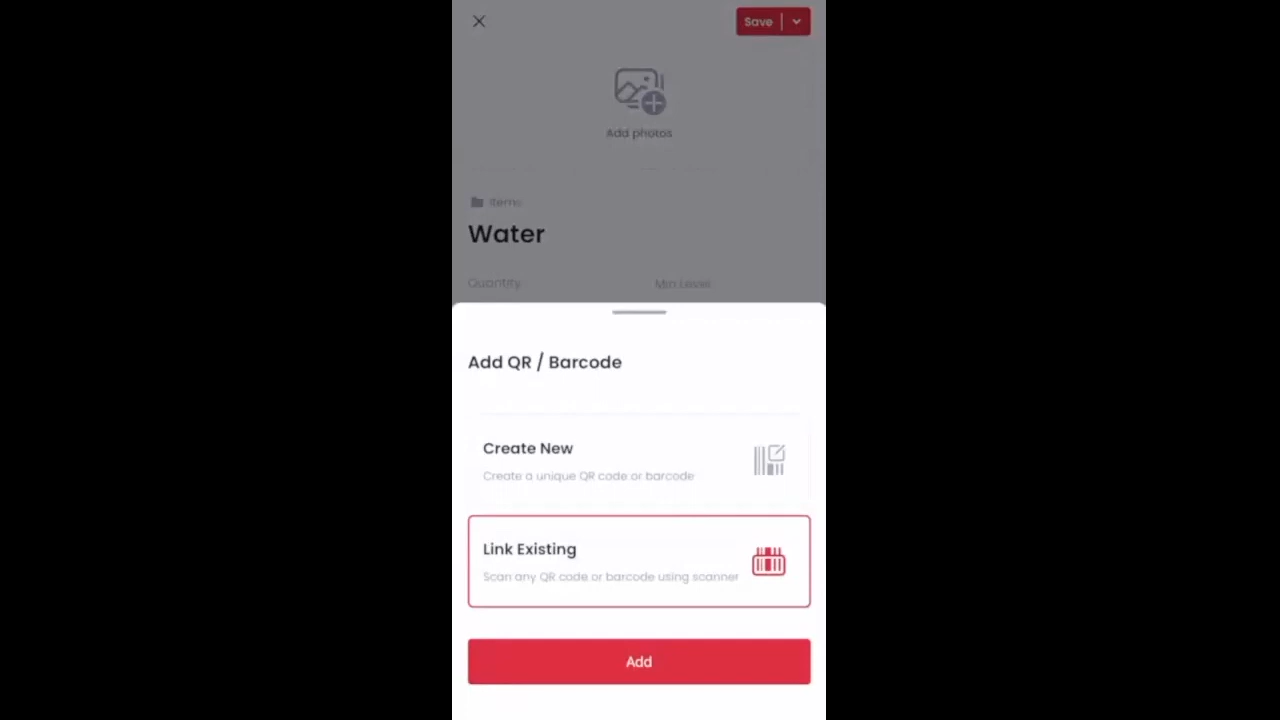 Save
Add photos
Items
Water
Quantity
Min Level
Add QR / Barcode
Create New
Create a unique QR code or barcode
Link Existing
Scan any QR code or barcode using scanner
Add